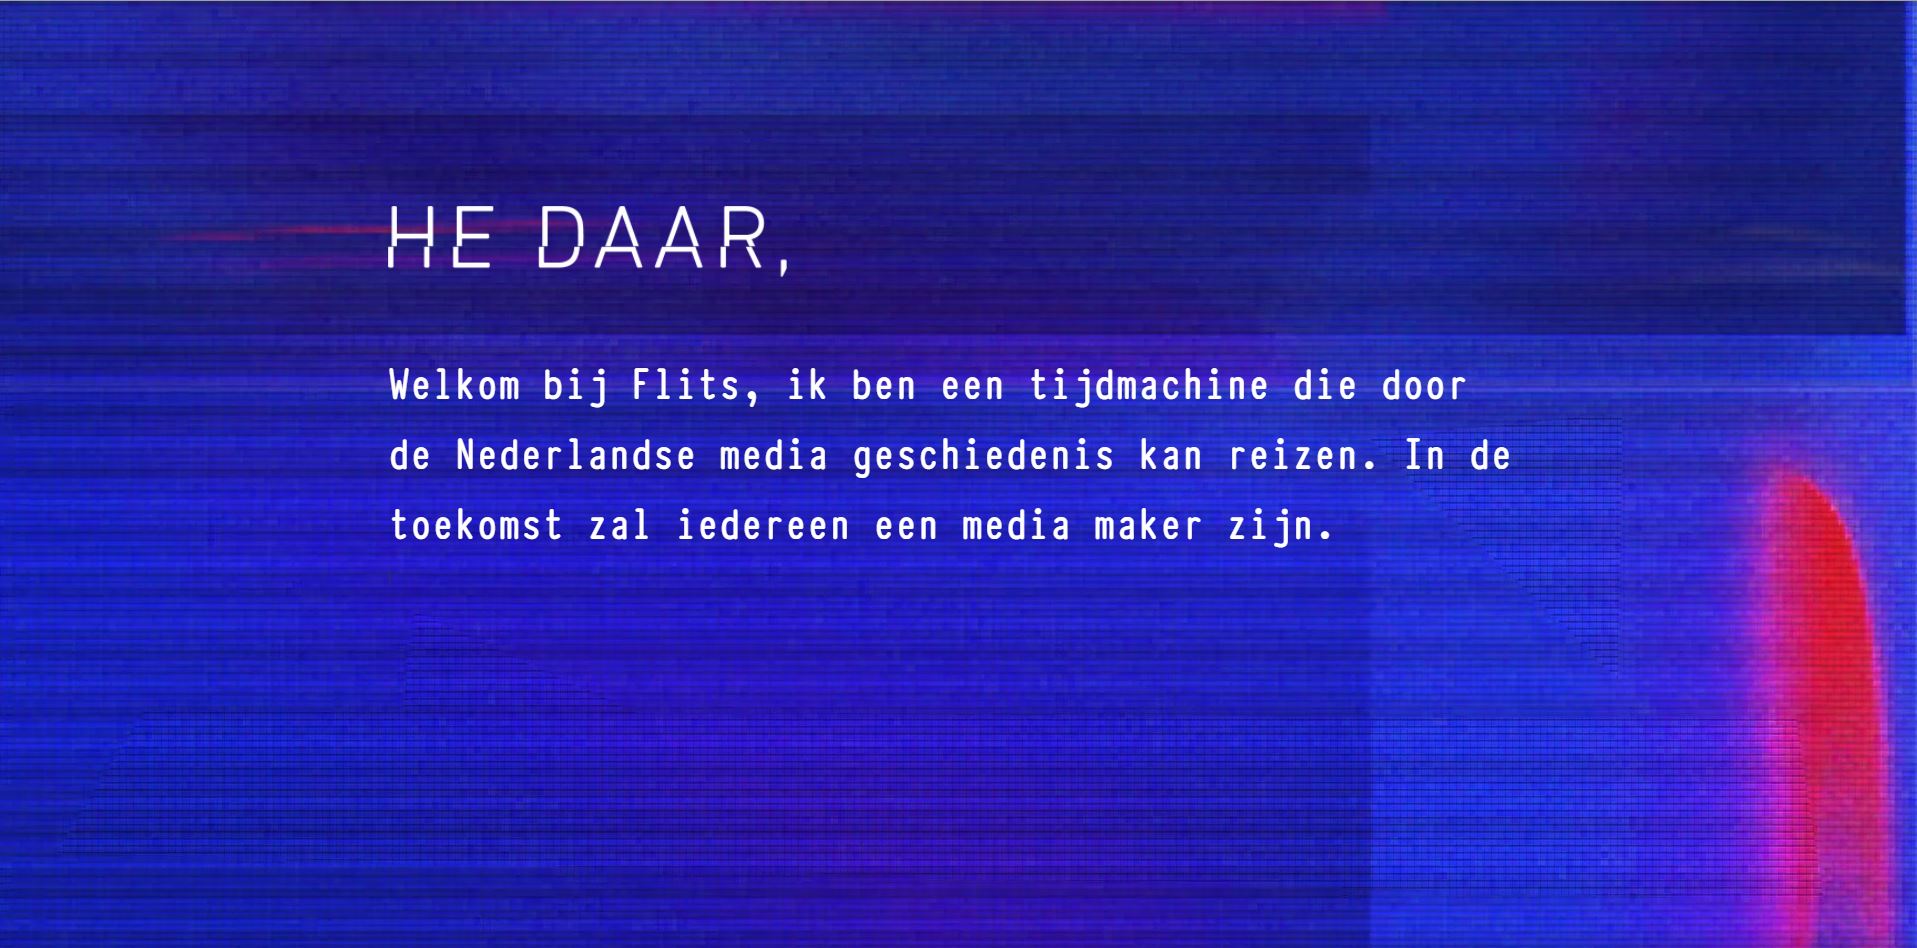 HE DAAR,
Welkom bij Flits, ik ben een tijdmachine die door
de Nederlandse media geschiedenis kan reizen. In de
toekomst zal iedereen een media maker zijn.